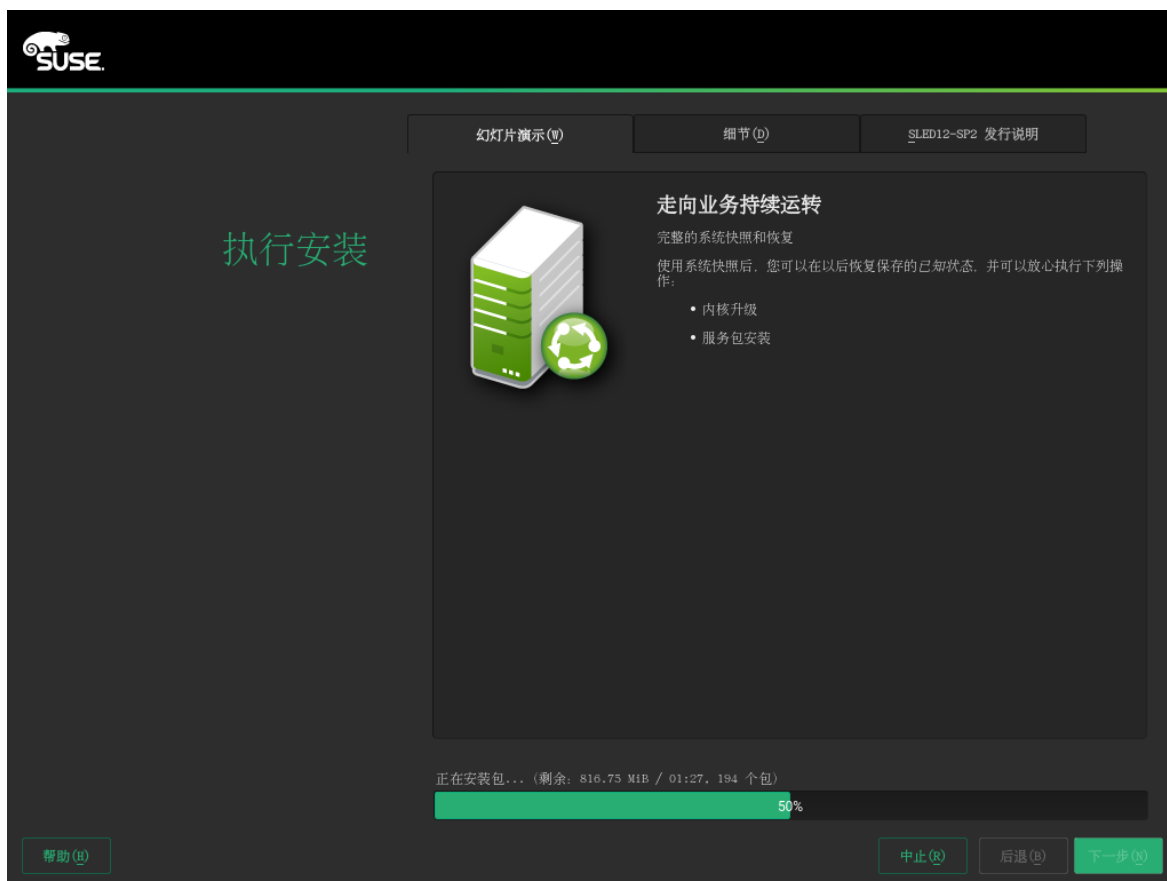 SUSE.
幻灯片演示(W)
细节(D)
SLED12-SP2 发行说明
执行安装
走向业务持续运转
完整的系统快照和恢复
使用系统快照后，您可以在以后恢复保存的已知状态，并可以放心执行下列操
作：
• 内核升级
• 服务包安装
正在安装包... (剩余: 816.75 MiB / 01:27, 194 个包)
50%
帮助(H)
中止(R)
后退(B)
下一步(N)